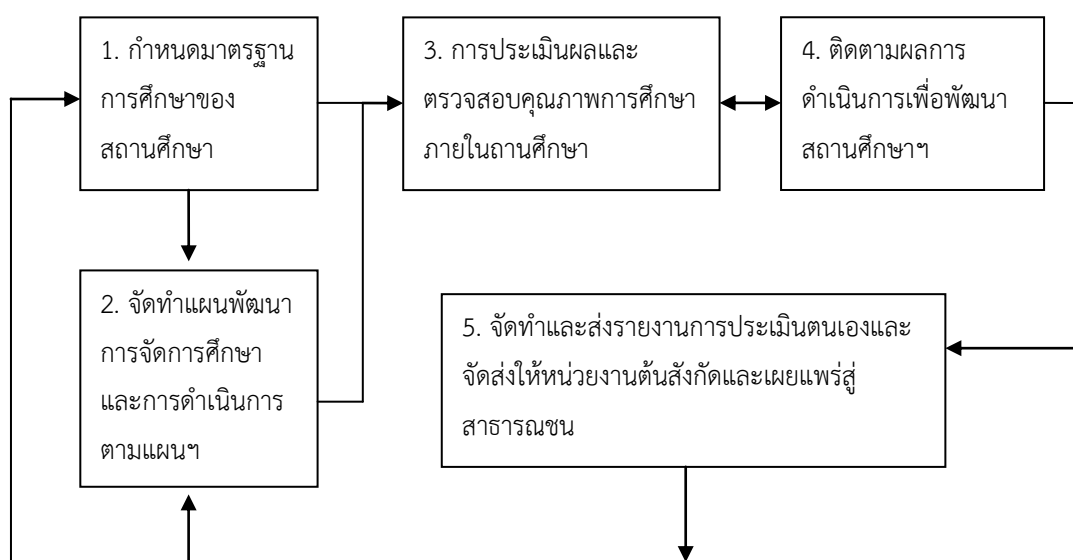 1. กำหนดมาตรฐาน
การศึกษาของ
สถานศึกษา
3. การประเมินผลและ
ตรวจสอบคุณภาพการศึกษา
ภายในถานศึกษา
4. ติดตามผลการ
ดำเนินการเพื่อพัฒนา
สถานศึกษาฯ
2. จัดทำแผนพัฒนา
การจัดการศึกษา
และการดำเนินการ
ตามแผนฯ
5. จัดทำและส่งรายงานการประเมินตนเองและ
จัดส่งให้หน่วยงานต้นสังกัดและเผยแพร่สู่
สาธารณชน